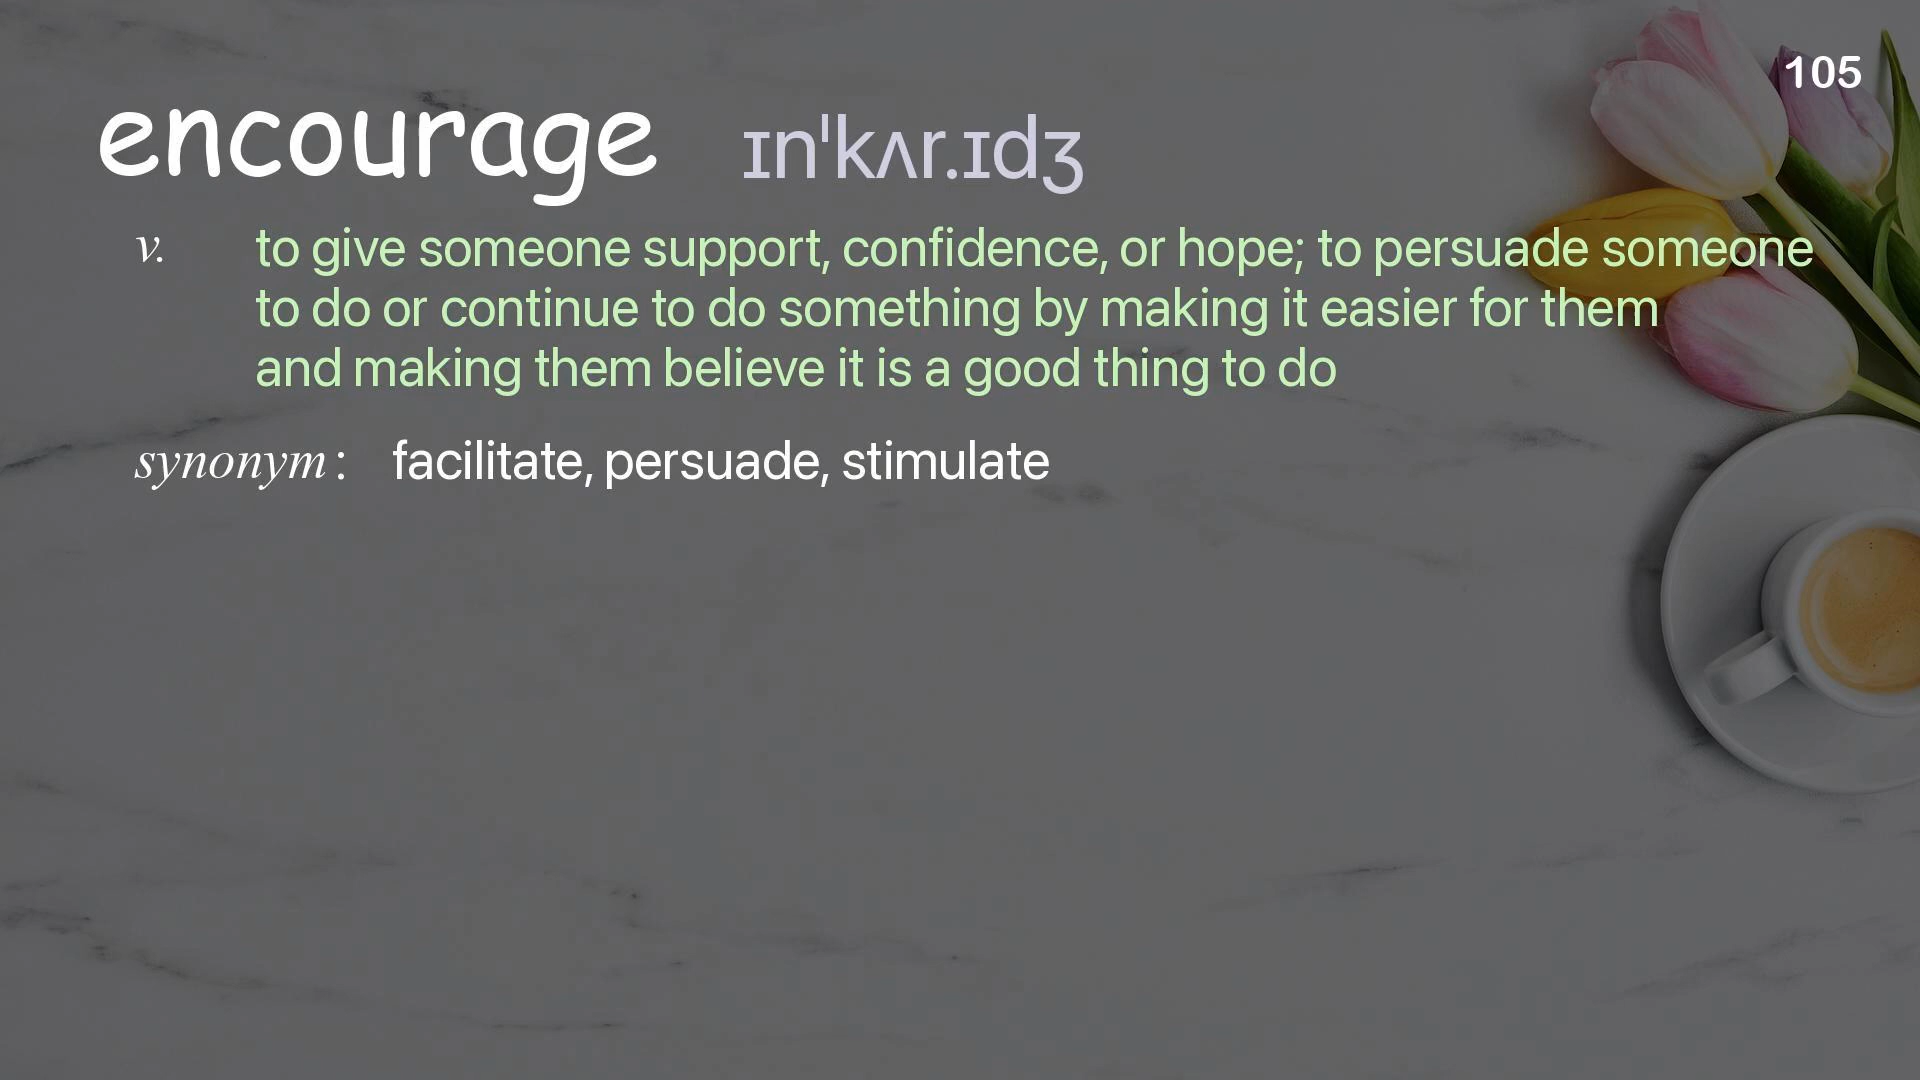 105
encourage ɪnˈkʌr.ɪdʒ
v. to give someone support, confidence, or hope; to persuade someone
to do or continue to do something by making it easier for them
and making them believe it is a good thing to do
synonym: facilitate, persuade, stimulate